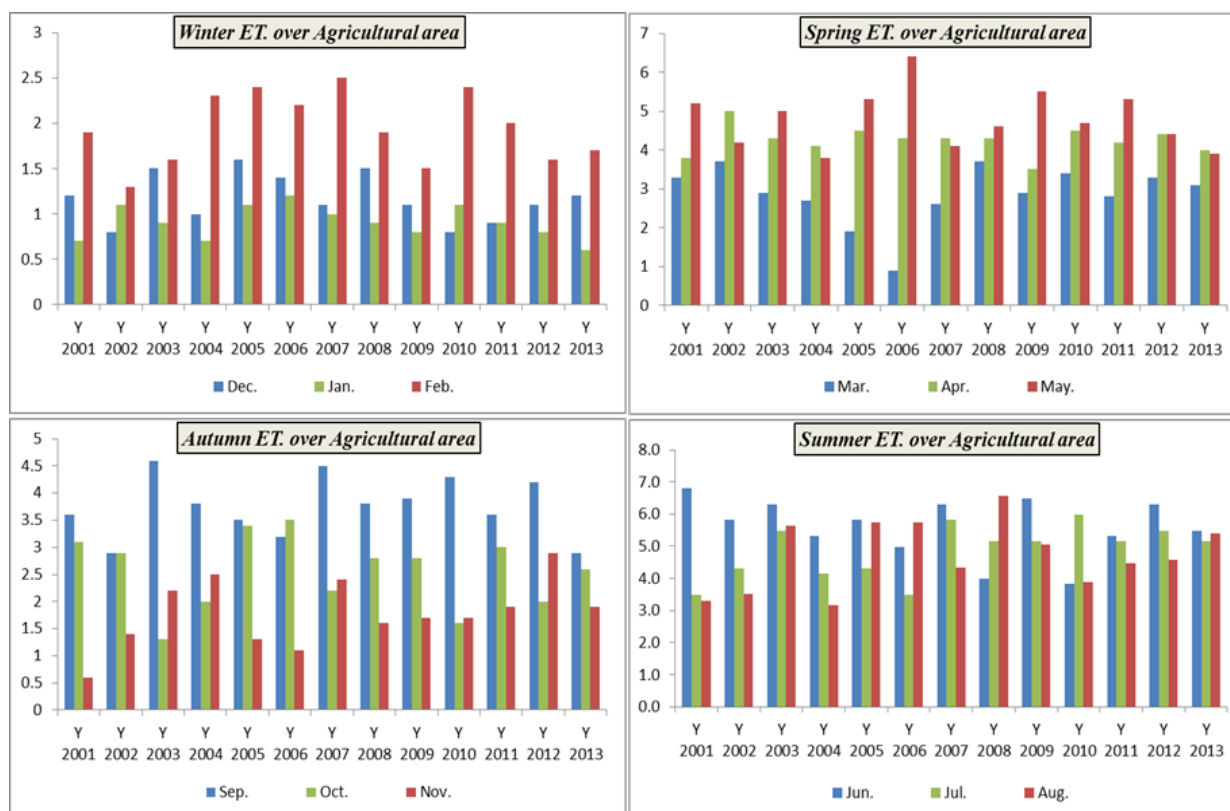 Winter ET. over Agricultural area
3
2.5
2
1.5
1
0.5
0
Y Y Y Y Y Y Y Y Y Y Y Y Y
2001 2002 2003 2004 2005 2006 2007 2008 2009 2010 2011 2012 2013
Dec. Jan. Feb.
Spring ET. over Agricultural area
7
6
5
4
3
2
1
0
Y Y Y Y Y Y Y Y Y Y Y Y Y
2001 2002 2003 2004 2005 2006 2007 2008 2009 2010 2011 2012 2013
Mar. Apr. May.
Autumn ET. over Agricultural area
5
4.5
4
3.5
3
2.5
2
1.5
1
0.5
0
Y Y Y Y Y Y Y Y Y Y Y Y Y
2001 2002 2003 2004 2005 2006 2007 2008 2009 2010 2011 2012 2013
Sep. Oct. Nov.
Summer ET. over Agricultural area
8.0
7.0
6.0
5.0
4.0
3.0
2.0
1.0
0.0
Y Y Y Y Y Y Y Y Y Y Y Y Y
2001 2002 2003 2004 2005 2006 2007 2008 2009 2010 2011 2012 2013
Jun. Jul. Aug.